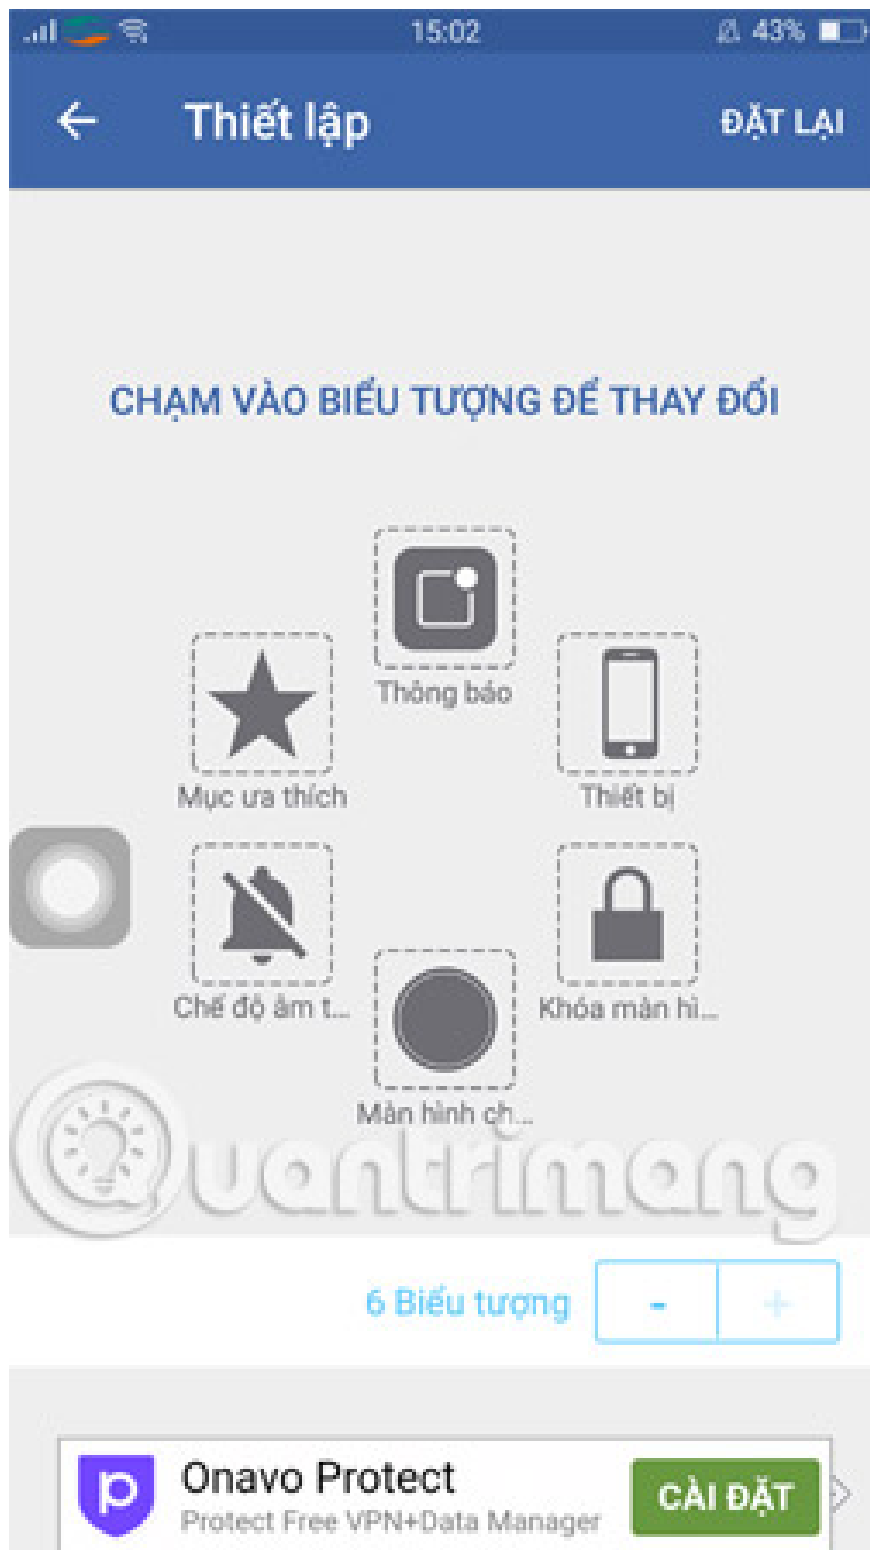 15:02
43%
Thiết lập
ĐẶT LẠI
CHẠM VÀO BIỂU TƯỢNG ĐỂ THAY ĐỔI
Thông báo
Mục ưa thích
Thiết bị
Chế độ âm t...
Khóa màn hì...
Màn hình ch...
Quantrimang
6 Biểu tượng
-
+
Onavo Protect
Protect Free VPN+Data Manager
CÀI ĐẶT